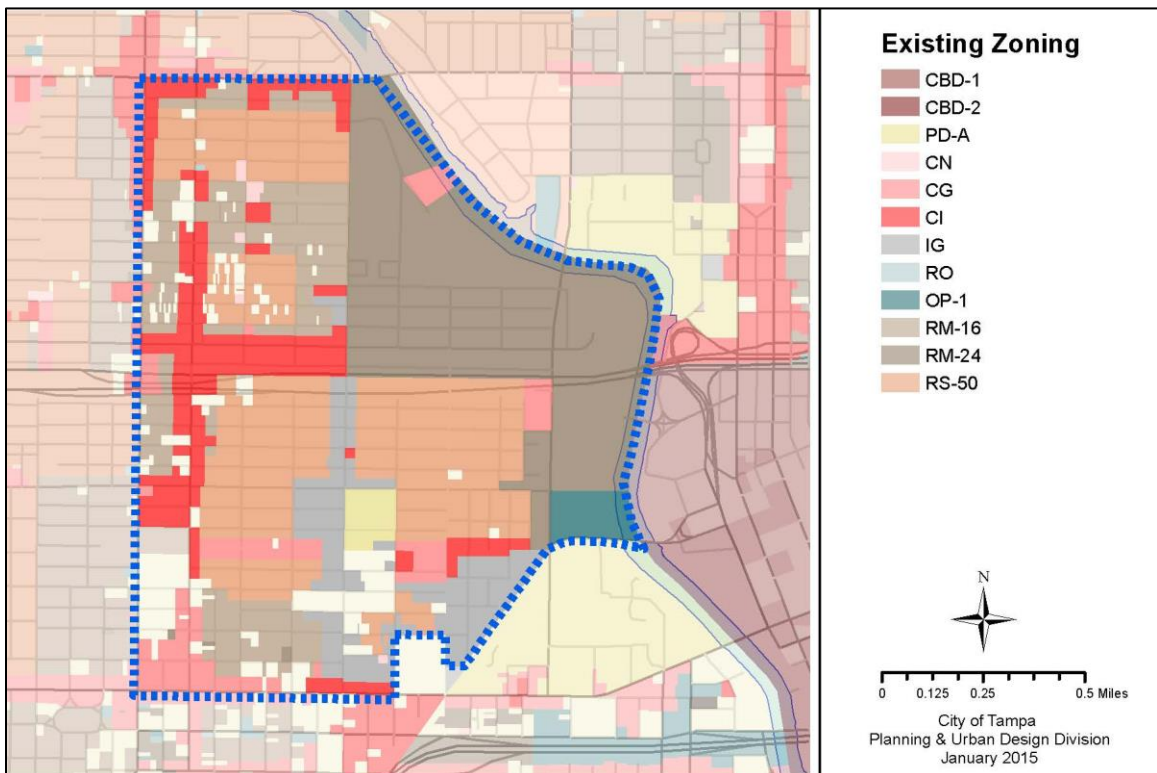 Existing Zoning
CBD-1
CBD-2
PD-A
CN
CG
CI
IG
RO
OP-1
RM-16
RM-24
RS-50
N
0 0.125 0.25 0.5 Miles
City of Tampa
Planning & Urban Design Division
January 2015